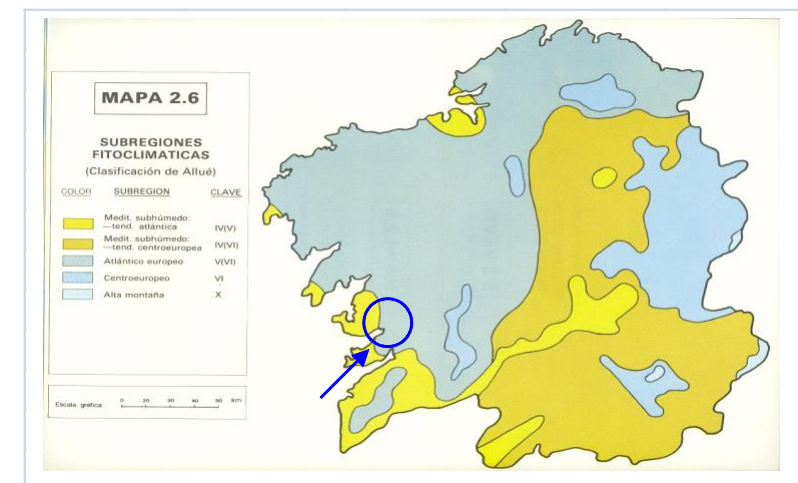 MAPA 2.6
SUBREGIONES
FITOCLIMATICAS
(Clasificación de Allué)
COLOR SUBREGION CLAVE
Medit. subhúmedo:
—tend. atlántica IV(V)
Medit. subhúmedo:
—tend. centroeuropea IV(VI)
Atlántico europeo V(VI)
Centroeuropeo VI
Alta montaña X
Escala gráfica 0 20 30 40 50 km